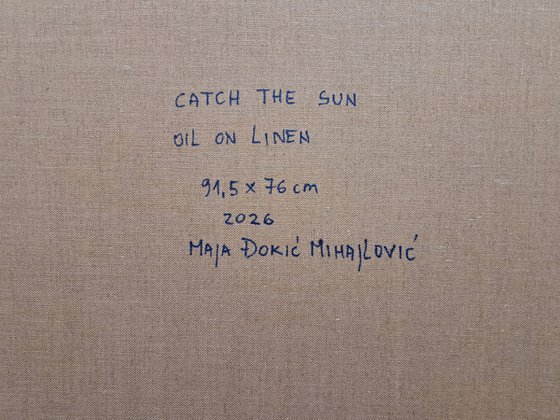 CATCH THE SUN
OIL ON LINEN
91,5 x 76 cm
2026
MAJA ĐOKIĆ MIHAJLOVIĆ